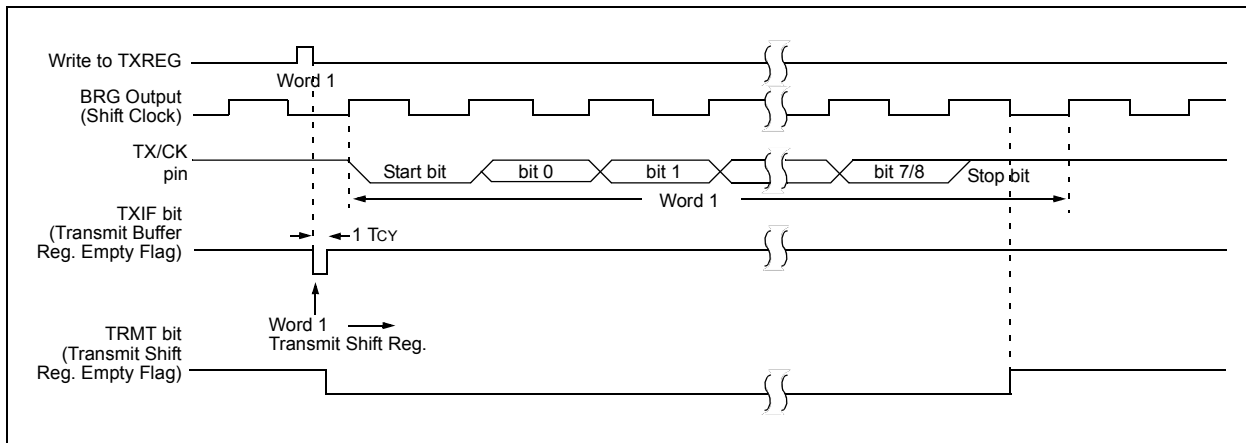 Write to TXREG
Word 1
BRG Output
(Shift Clock)
TX/CK
pin
Start bit
bit 0
bit 1
bit 7/8
Stop bit
Word 1
TXIF bit
(Transmit Buffer
Reg. Empty Flag)
1 TCY
Word 1
Transmit Shift Reg.
TRMT bit
(Transmit Shift
Reg. Empty Flag)